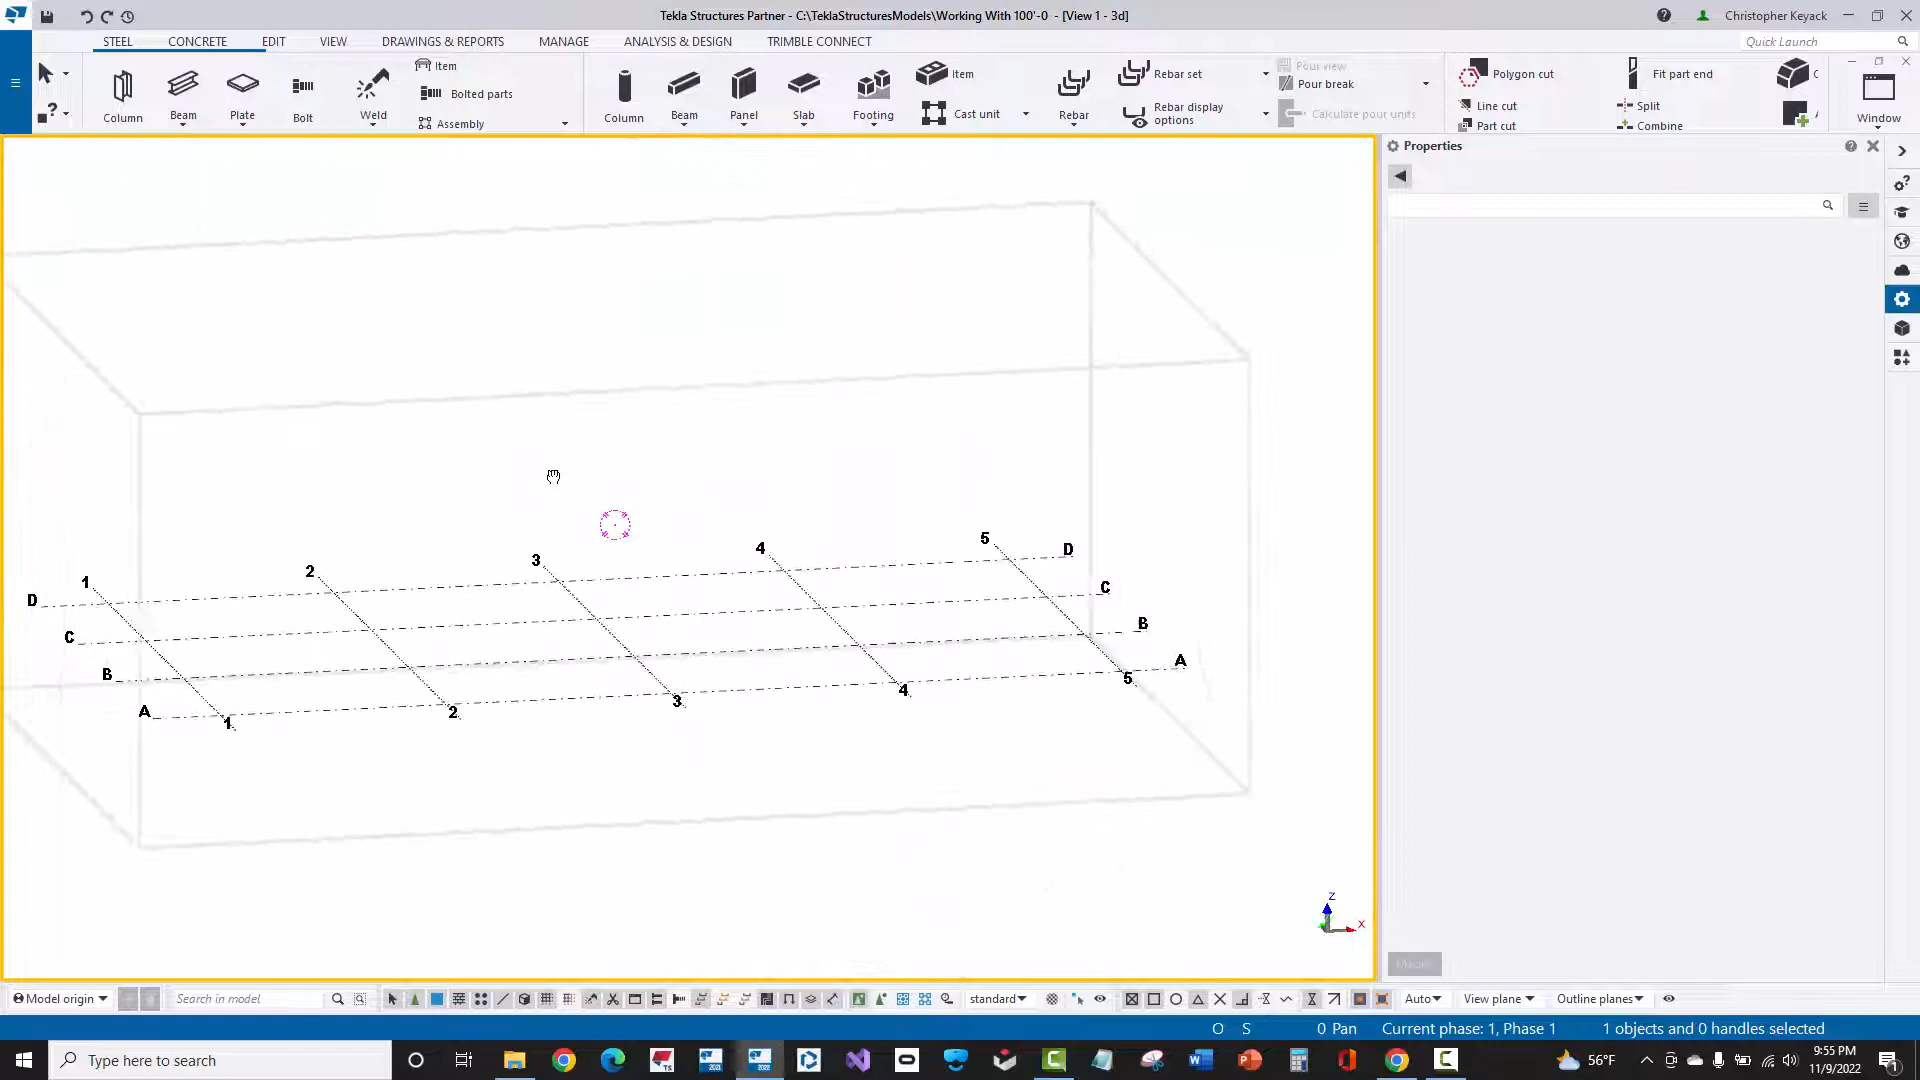 Tekla Structures Partner - C:\TeklaStructuresModels\Working With 100'-0 - [View 1 - 3d]
Christopher Keyack
STEEL CONCRETE EDIT VIEW DRAWINGS & REPORTS MANAGE ANALYSIS & DESIGN TRIMBLE CONNECT
Quick Launch
Column Beam Plate Bolt Weld
Item
Bolted parts
Assembly
Column Beam Panel Slab Footing
Item
Cast unit
Rebar
Rebar set
Rebar display options
Pour view
Pour break
Calculate pour units
Polygon cut
Line cut
Part cut
Fit part end
Split
Combine
Window
Properties
1 2 3 4 5
D D
C C
B B
A A
1 2 3 4 5
Z
X
Model origin
Search in model
standard
Auto
View plane
Outline planes
O S 0 Pan Current phase: 1, Phase 1 1 objects and 0 handles selected
Type here to search
56°F
9:55 PM
11/9/2022